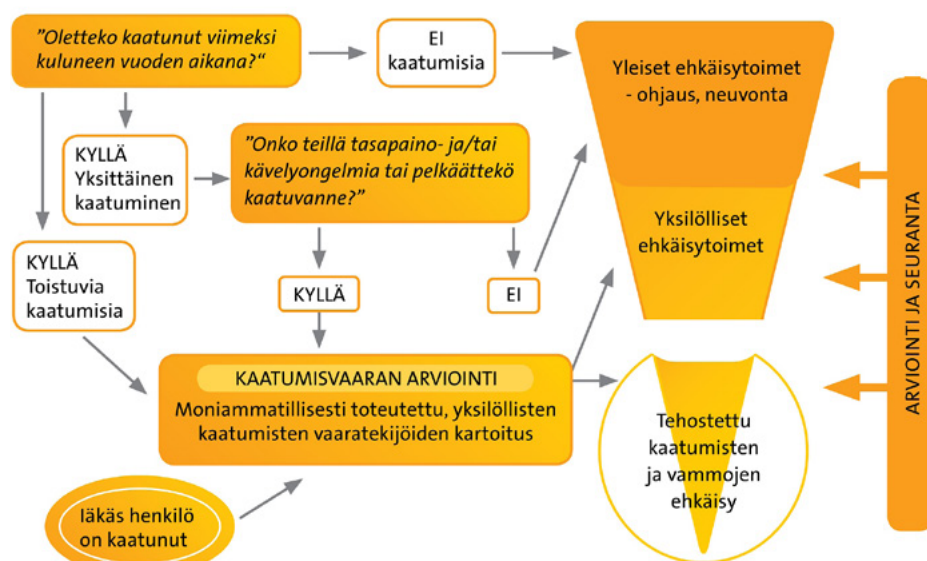 ”Oletteko kaatunut viimeksi
kuluneen vuoden aikana?“
EI
kaatumisia
Yleiset ehkäisytoimet
- ohjaus, neuvonta
KYLLÄ
Yksittäinen
kaatuminen
”Onko teillä tasapaino- ja/tai
kävelyongelmia tai pelkäättekö
kaatuvanne?”
Yksilölliset
ehkäisytoimet
KYLLÄ
Toistuvia
kaatumisia
KYLLÄ
EI
KAATUMISVAARAN ARVIOINTI
Moniammatillisesti toteutettu, yksilöllisten
kaatumisten vaaratekijöiden kartoitus
Tehostettu
kaatumisten
ja vammojen
ehkäisy
Iäkäs henkilö
on kaatunut
ARVIOINTI JA SEURANTA